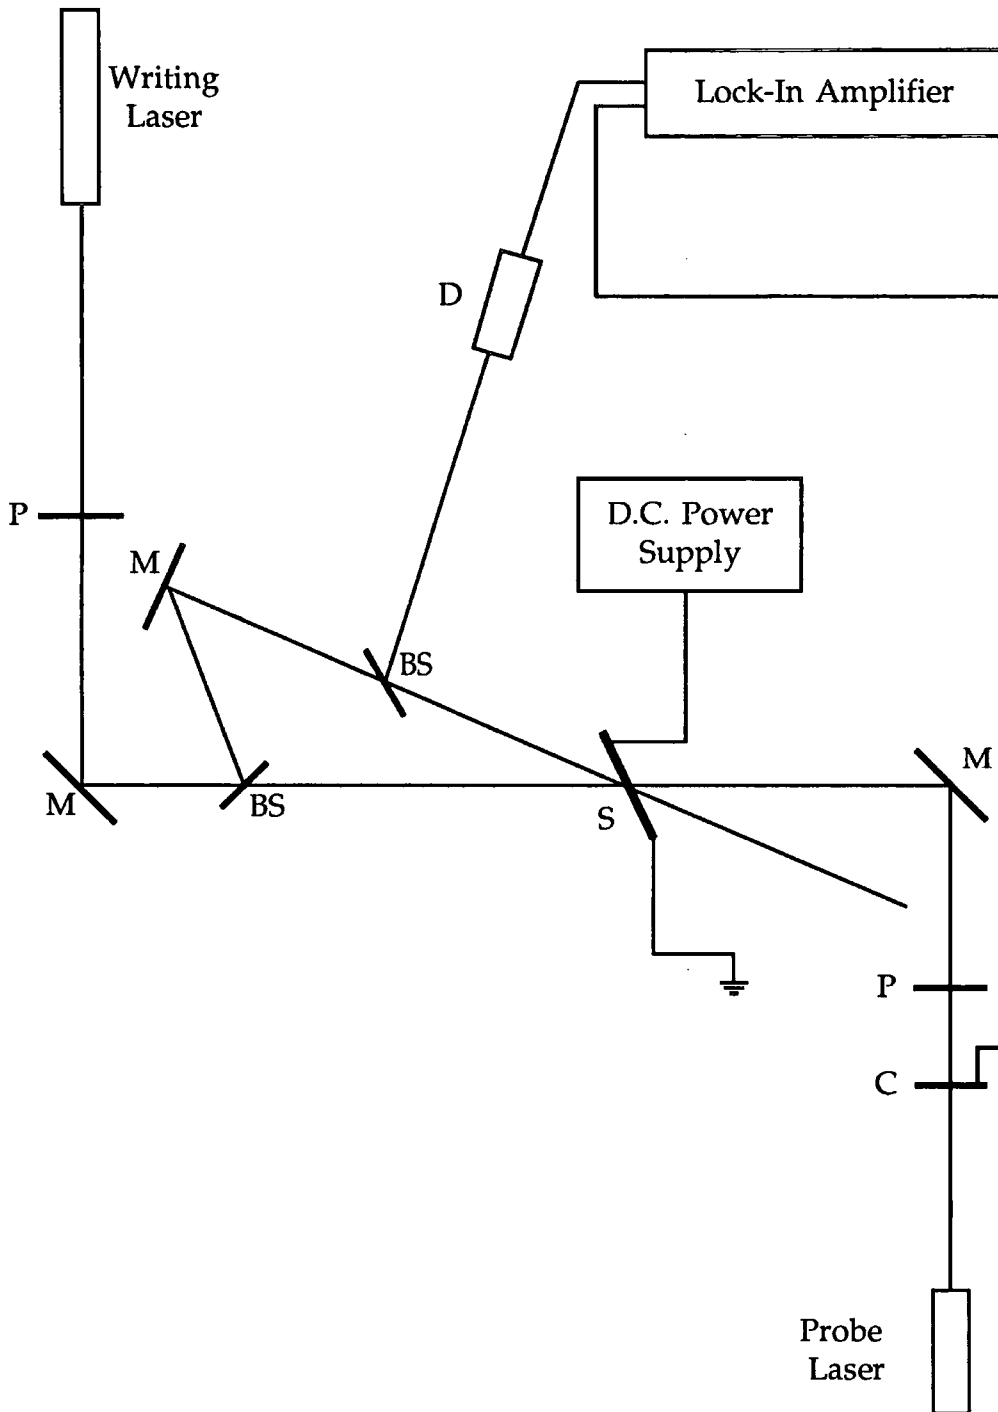 Writing
Laser
Lock-In Amplifier
D
P
D.C. Power
Supply
M
BS
M
M
BS
S
P
C
Probe
Laser